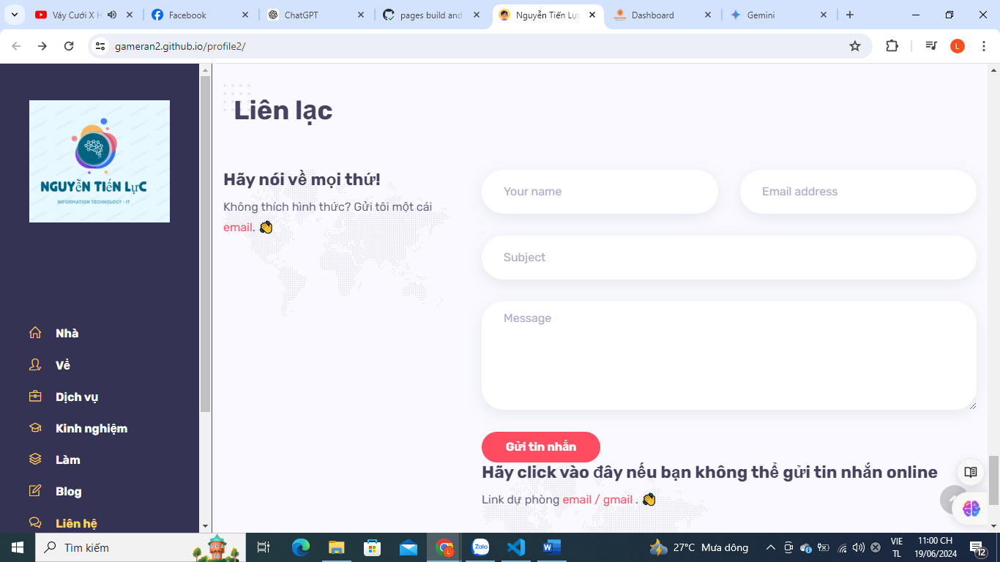 Váy Cưới X H
Facebook
ChatGPT
pages build and
Nguyễn Tiến Lực
Dashboard
Gemini
gameran2.github.io/profile2/
L
NGUYỄN TIẾN LỰC
INFORMATION TECHNOLOGY - IT
Nhà
Về
Dịch vụ
Kinh nghiệm
Làm
Blog
Liên hệ
Liên lạc
Hãy nói về mọi thứ!
Không thích hình thức? Gửi tôi một cái
email. 👏
Your name
Email address
Subject
Message
Gửi tin nhắn
Hãy click vào đây nếu bạn không thể gửi tin nhắn online
Link dự phòng email / gmail . 👏
Tìm kiếm
Zalo
27°C Mưa dông
VIE
TL
11:00 CH
19/06/2024
12